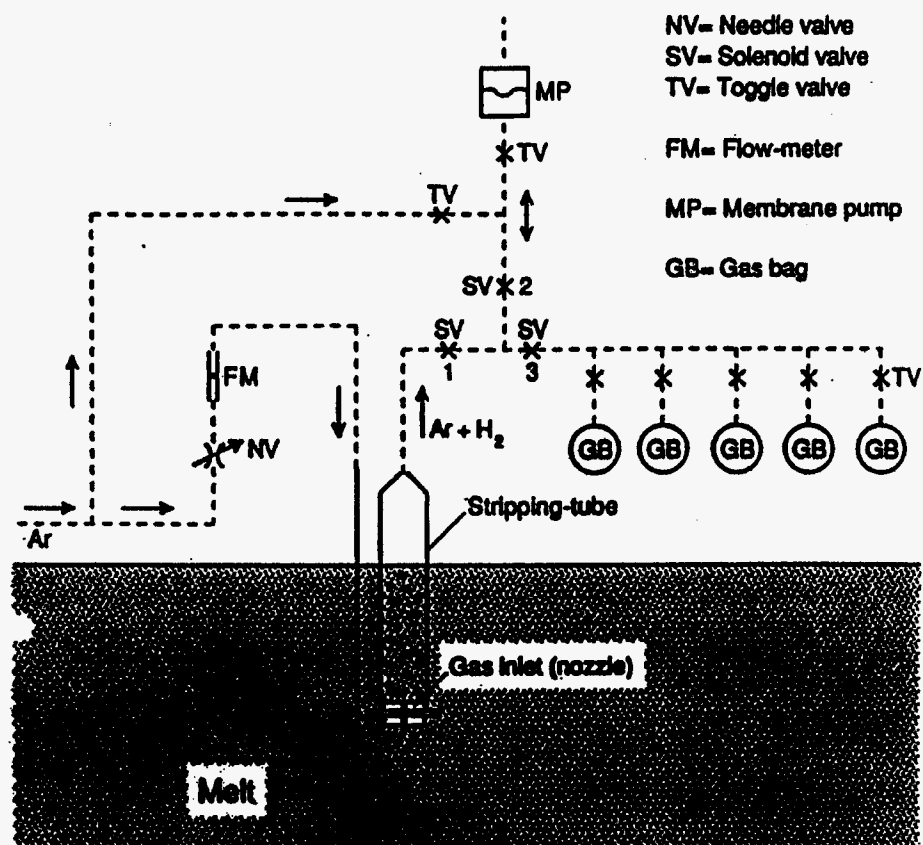 NV= Needle valve
SV= Solenoid valve
TV= Toggle valve
FM= Flow-meter
MP= Membrane pump
GB= Gas bag
MP
TV
TV
SV 2
SV
1
SV
3
FM
NV
Ar + H2
TV
GB GB GB GB GB
Ar
Stripping-tube
Gas inlet (nozzle)
Melt